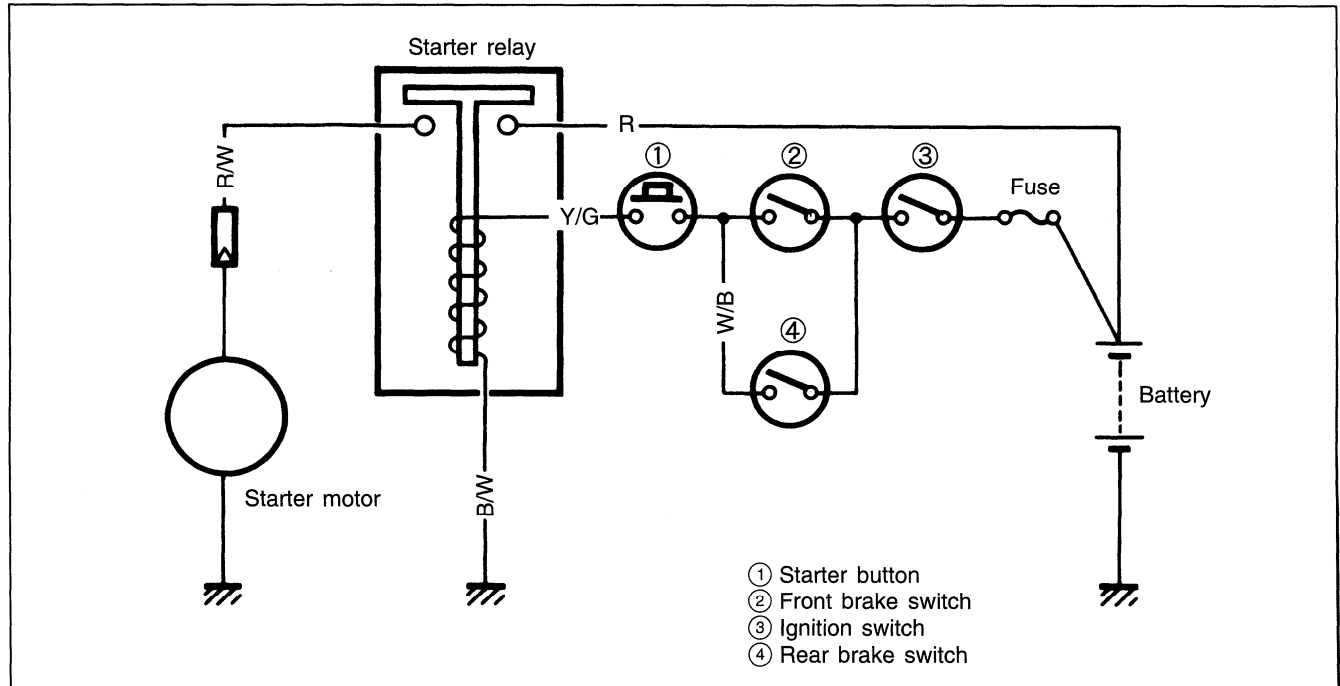 Starter relay
R
R/W
①
②
③
Fuse
Y/G
W/B
④
Battery
Starter motor
B/W
① Starter button
② Front brake switch
③ Ignition switch
④ Rear brake switch